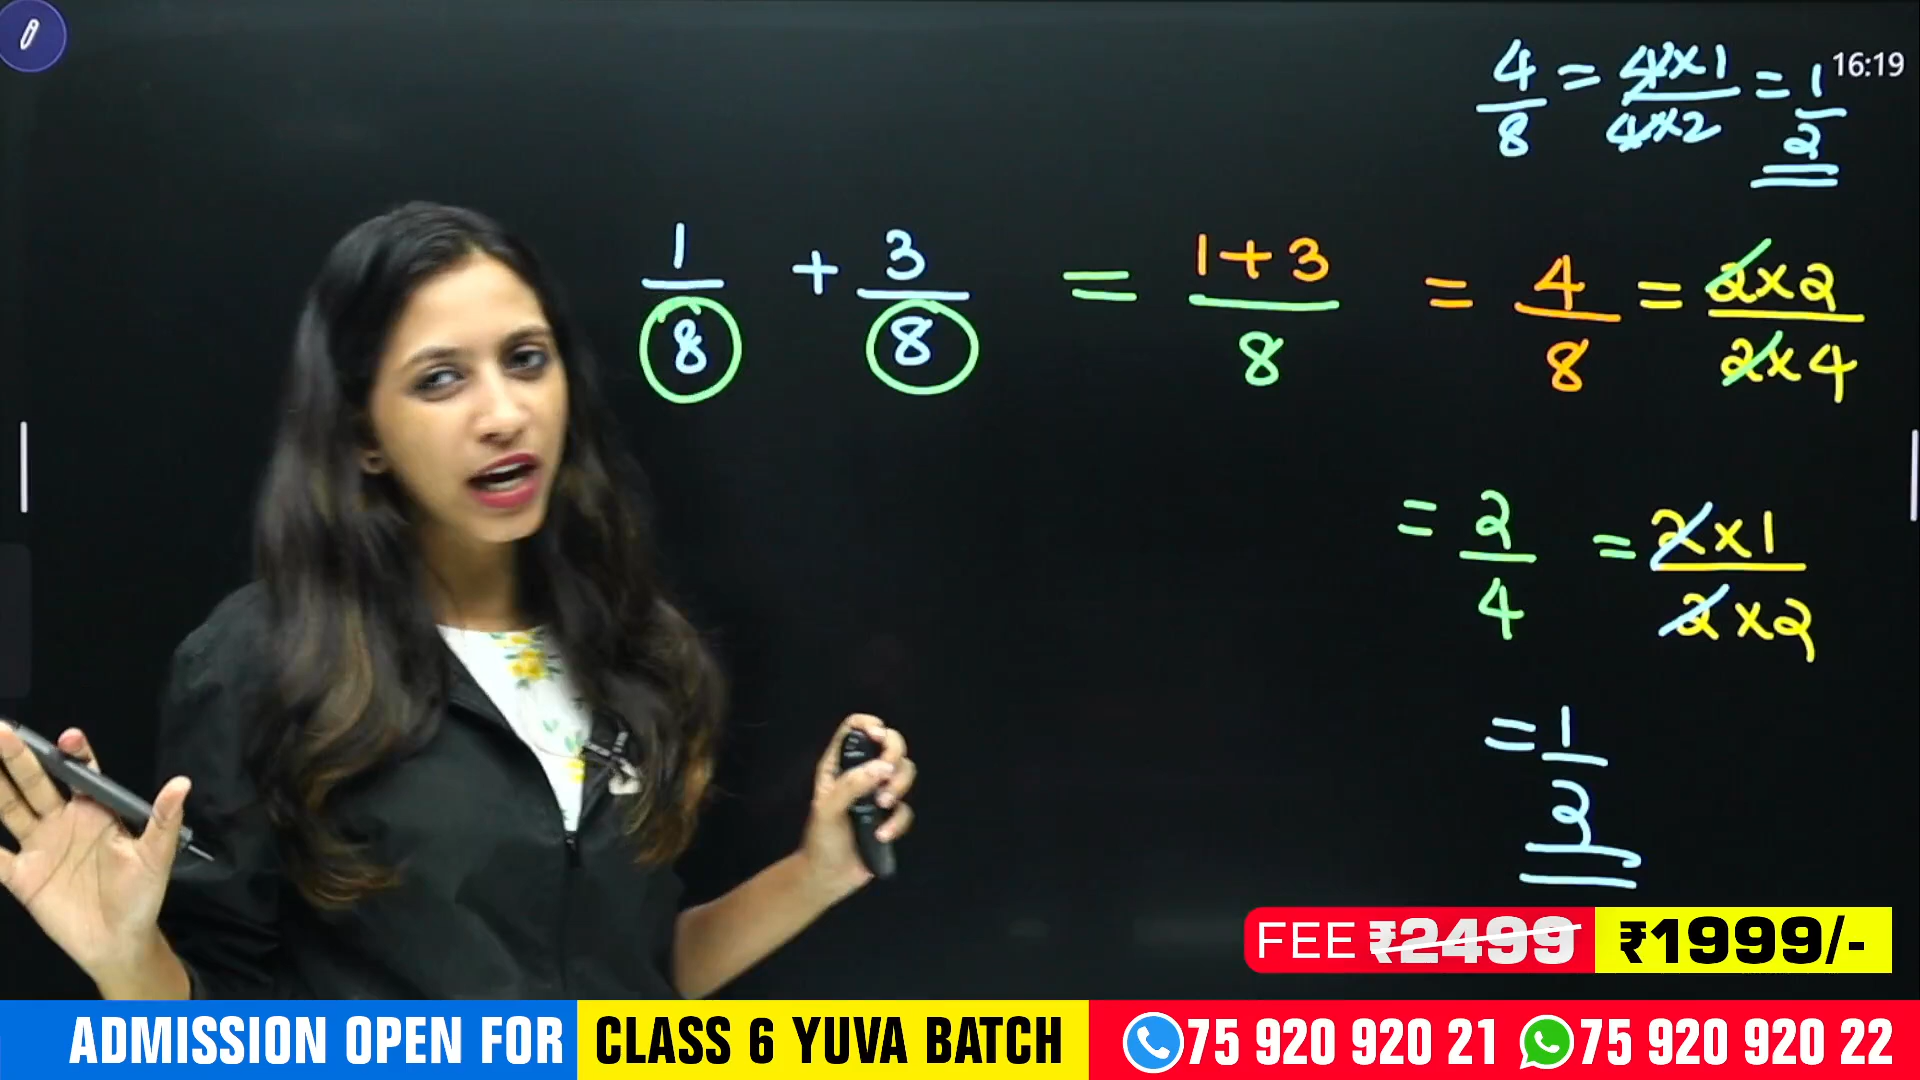 16:19
4/8 = 4×1/4×2 = 1/2
1/8 + 3/8 = 1+3/8 = 4/8 = 2×2/2×4
= 2/4 = 2×1/2×2
= 1/2
FEE ₹2499 ₹1999/-
ADMISSION OPEN FOR CLASS 6 YUVA BATCH 75 920 920 21 75 920 920 22